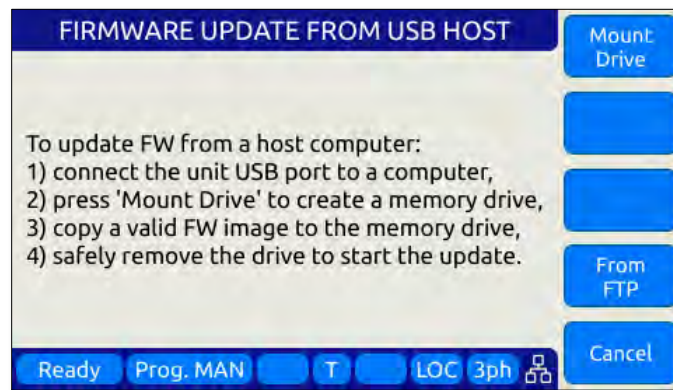 FIRMWARE UPDATE FROM USB HOST
Mount
Drive
To update FW from a host computer:
1) connect the unit USB port to a computer,
2) press 'Mount Drive' to create a memory drive,
3) copy a valid FW image to the memory drive,
4) safely remove the drive to start the update.
From
FTP
Cancel
Ready Prog. MAN T LOC 3ph